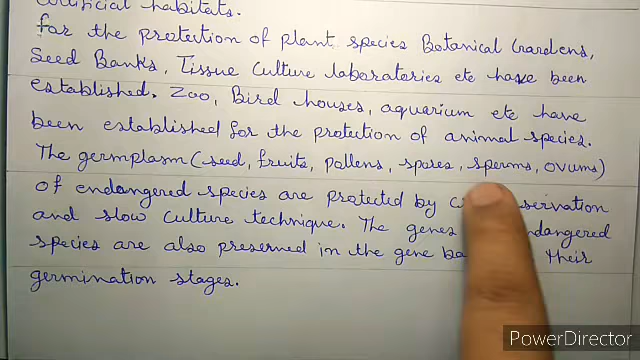 artificial habitats.
for the protection of plant species Botanical Gardens,
Seed Banks, Tissue Culture laboratories etc have been
established. Zoo, Bird houses, aquarium etc have
been established for the protection of animal species.
The germplasm (seed, fruits, pollens, spores, sperms, ovums)
of endangered species are protected by
and slow culture technique. The genes endangered
species are also preserved in the gene their
germination stages.
PowerDirector